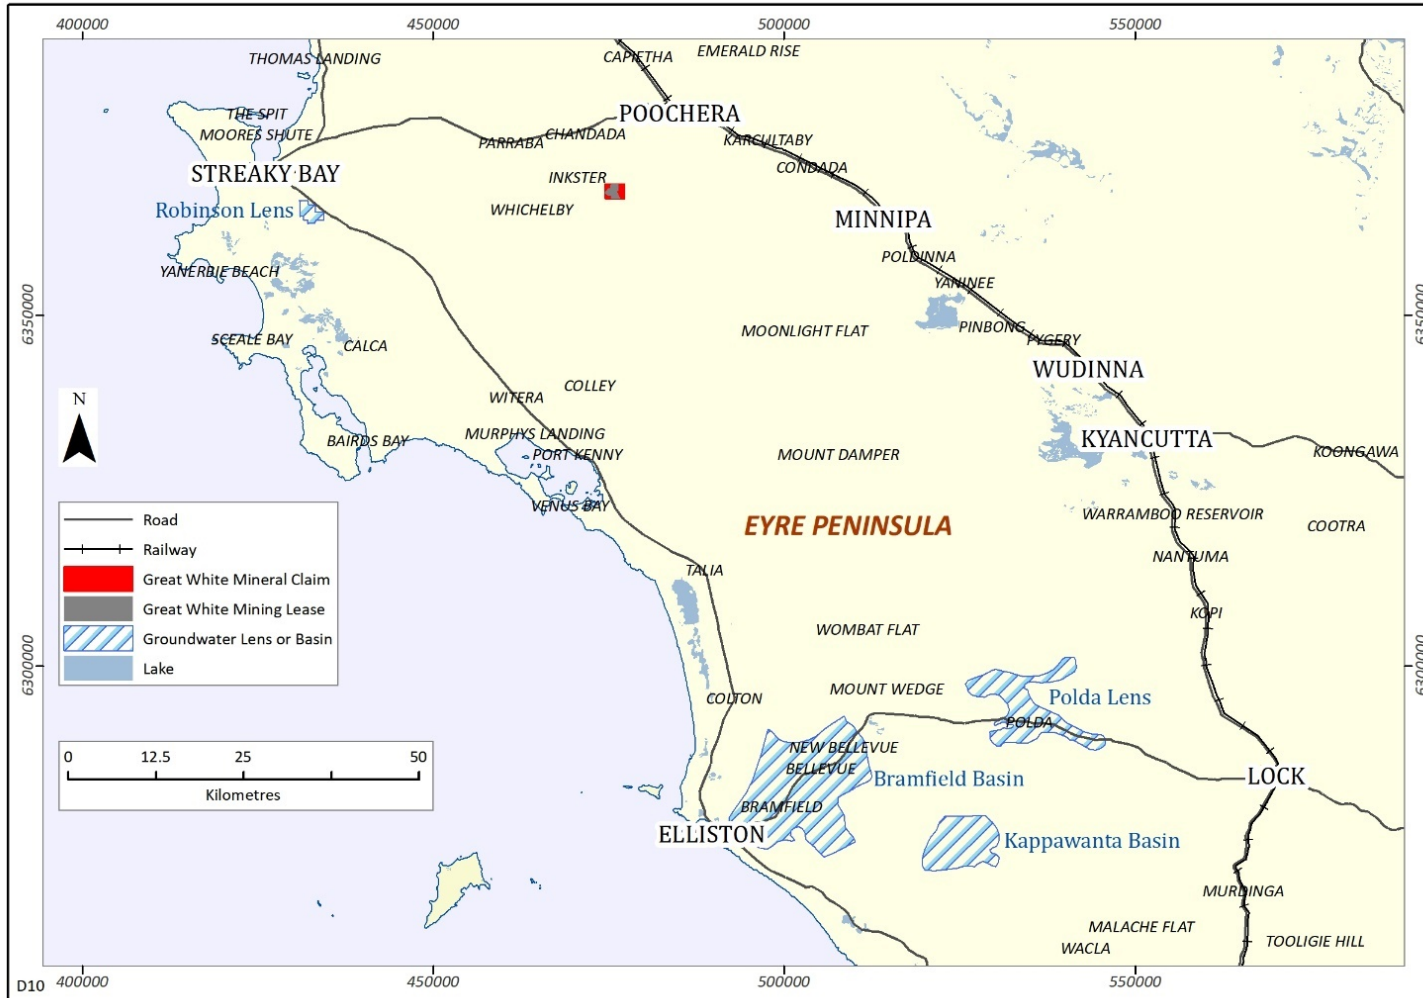 400000
450000
500000
550000
THOMAS LANDING
CAPIETHA
EMERALD RISE
THE SPIT
POOCHERA
MOORES SHUTE
CHANDADA
PARRABA
KARCULTABY
STREAKY BAY
CONDADA
INKSTER
Robinson Lens
WHICHELBY
MINNIPA
POLDINNA
YANERBIE BEACH
YANINEE
6350000
6350000
SCEALE BAY
CALCA
MOONLIGHT FLAT
PINBONG
PYGERY
WUDINNA
COLLEY
WITERA
N
MURPHYS LANDING
BAIRDS BAY
PORT KENNY
MOUNT DAMPER
KYANCUTTA
KOONGAWA
VENUS BAY
EYRE PENINSULA
WARRAMBOO RESERVOIR
COOTRA
NANTUMA
Road
Railway
Great White Mineral Claim
Great White Mining Lease
Groundwater Lens or Basin
Lake
TALIA
KOPI
WOMBAT FLAT
6300000
6300000
COLTON
MOUNT WEDGE
Polda Lens
POLDA
NEW BELLEVUE
BELLEVUE
Bramfield Basin
LOCK
0 12.5 25 50
Kilometres
BRAMFIELD
ELLISTON
Kappawanta Basin
MURDINGA
MALACHE FLAT
WACLA
TOOLIGIE HILL
D10
400000
450000
500000
550000